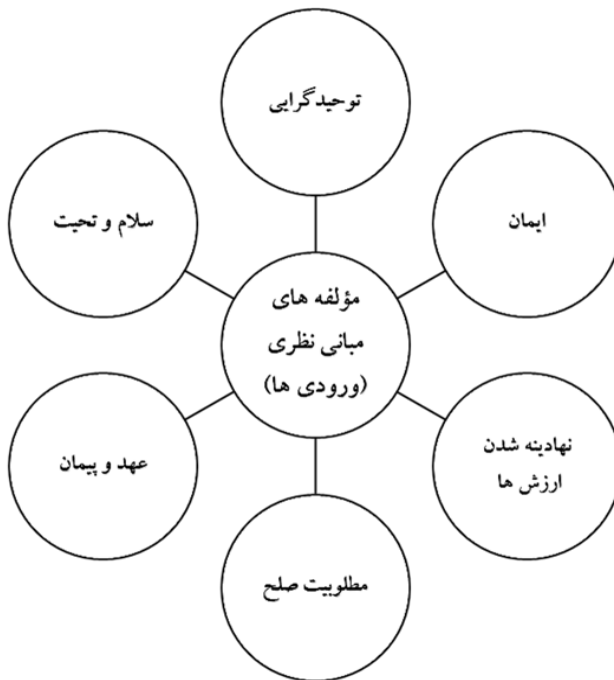 توحیدگرایی
سلام و تحیت
ایمان
مؤلفه های
مبانی نظری
(ورودی ها)
عهد و پیمان
نهادینه شدن
ارزش ها
مطلوبیت صلح